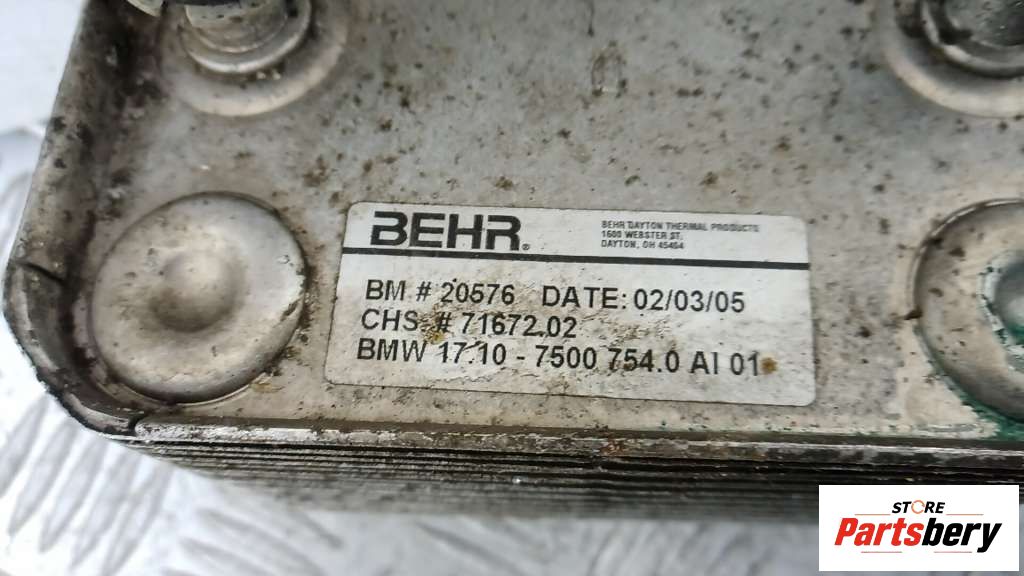 BEHR®
BEHR DAYTON THERMAL PRODUCTS
1600 WEBSTER ST.
DAYTON, OH 45404
BM # 20576 DATE: 02/03/05
CHS # 71672.02
BMW 17.10 - 7500 754.0 AI 01
STORE
Partsbery